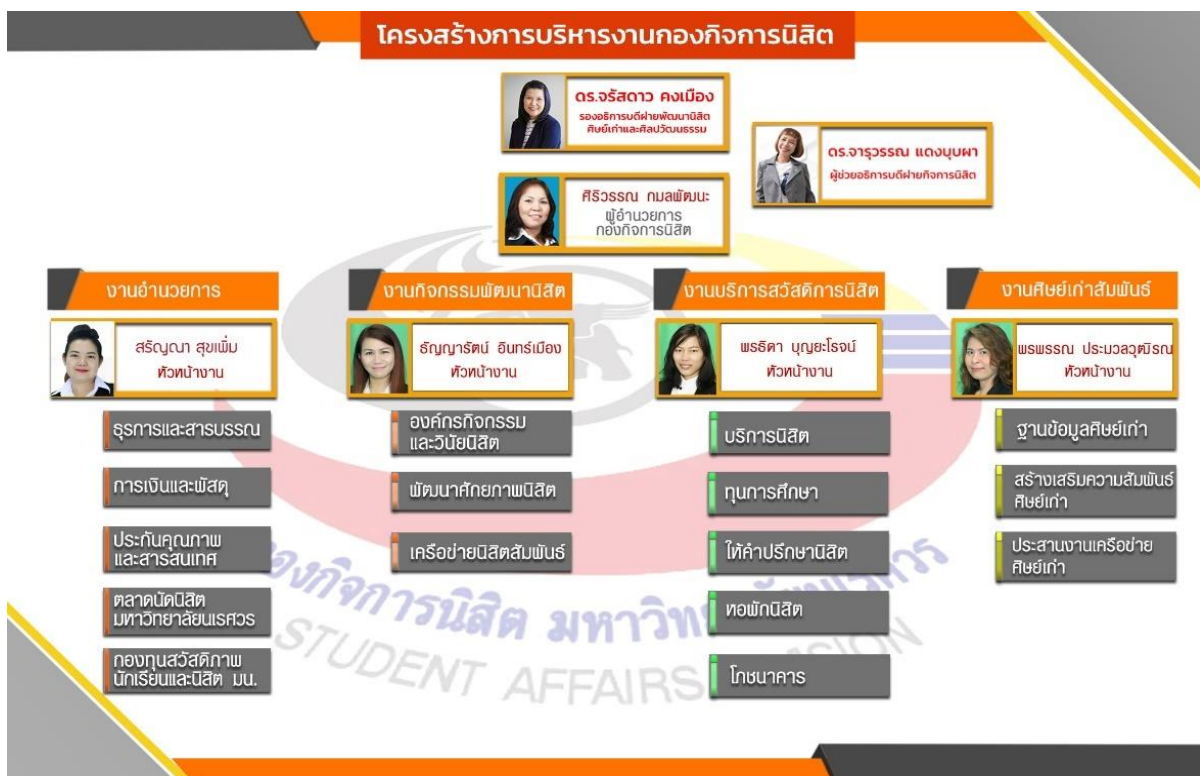 โครงสร้างการบริหารงานกองกิจการนิสิต
ดร.จรัสดาว คงเมือง
รองอธิการบดีฝ่ายพัฒนานิสิต
ศิษย์เก่าและศิลปวัฒนธรรม
ดร.จารุวรรณ แดงบุบผา
ผู้ช่วยอธิการบดีฝ่ายกิจการนิสิต
ศิริวรรณ กมลพัฒนะ
ผู้อำนวยการ
กองกิจการนิสิต
งานอำนวยการ
สรัญณา สุขเพิ่ม
หัวหน้างาน
ธุรการและสารบรรณ
การเงินและพัสดุ
ประกันคุณภาพ
และสารสนเทศ
ตลาดนัดนิสิต
มหาวิทยาลัยนเรศวร
กองทุนสวัสดิภาพ
นักเรียนและนิสิต มน.
งานกิจกรรมพัฒนานิสิต
ธัญญารัตน์ อินทร์เมือง
หัวหน้างาน
องค์กรกิจกรรม
และวินัยนิสิต
พัฒนาศักยภาพนิสิต
เครือข่ายนิสิตสัมพันธ์
งานบริการสวัสดิการนิสิต
พรธิดา บุญยะโรจน์
หัวหน้างาน
บริการนิสิต
ทุนการศึกษา
ให้คำปรึกษานิสิต
หอพักนิสิต
โภชนาคาร
งานศิษย์เก่าสัมพันธ์
พรพรรณ ประมวลวุฒิรณ
หัวหน้างาน
ฐานข้อมูลศิษย์เก่า
สร้างเสริมความสัมพันธ์
ศิษย์เก่า
ประสานงานเครือข่าย
ศิษย์เก่า
กองกิจการนิสิต
STUDENT AFFAIRS